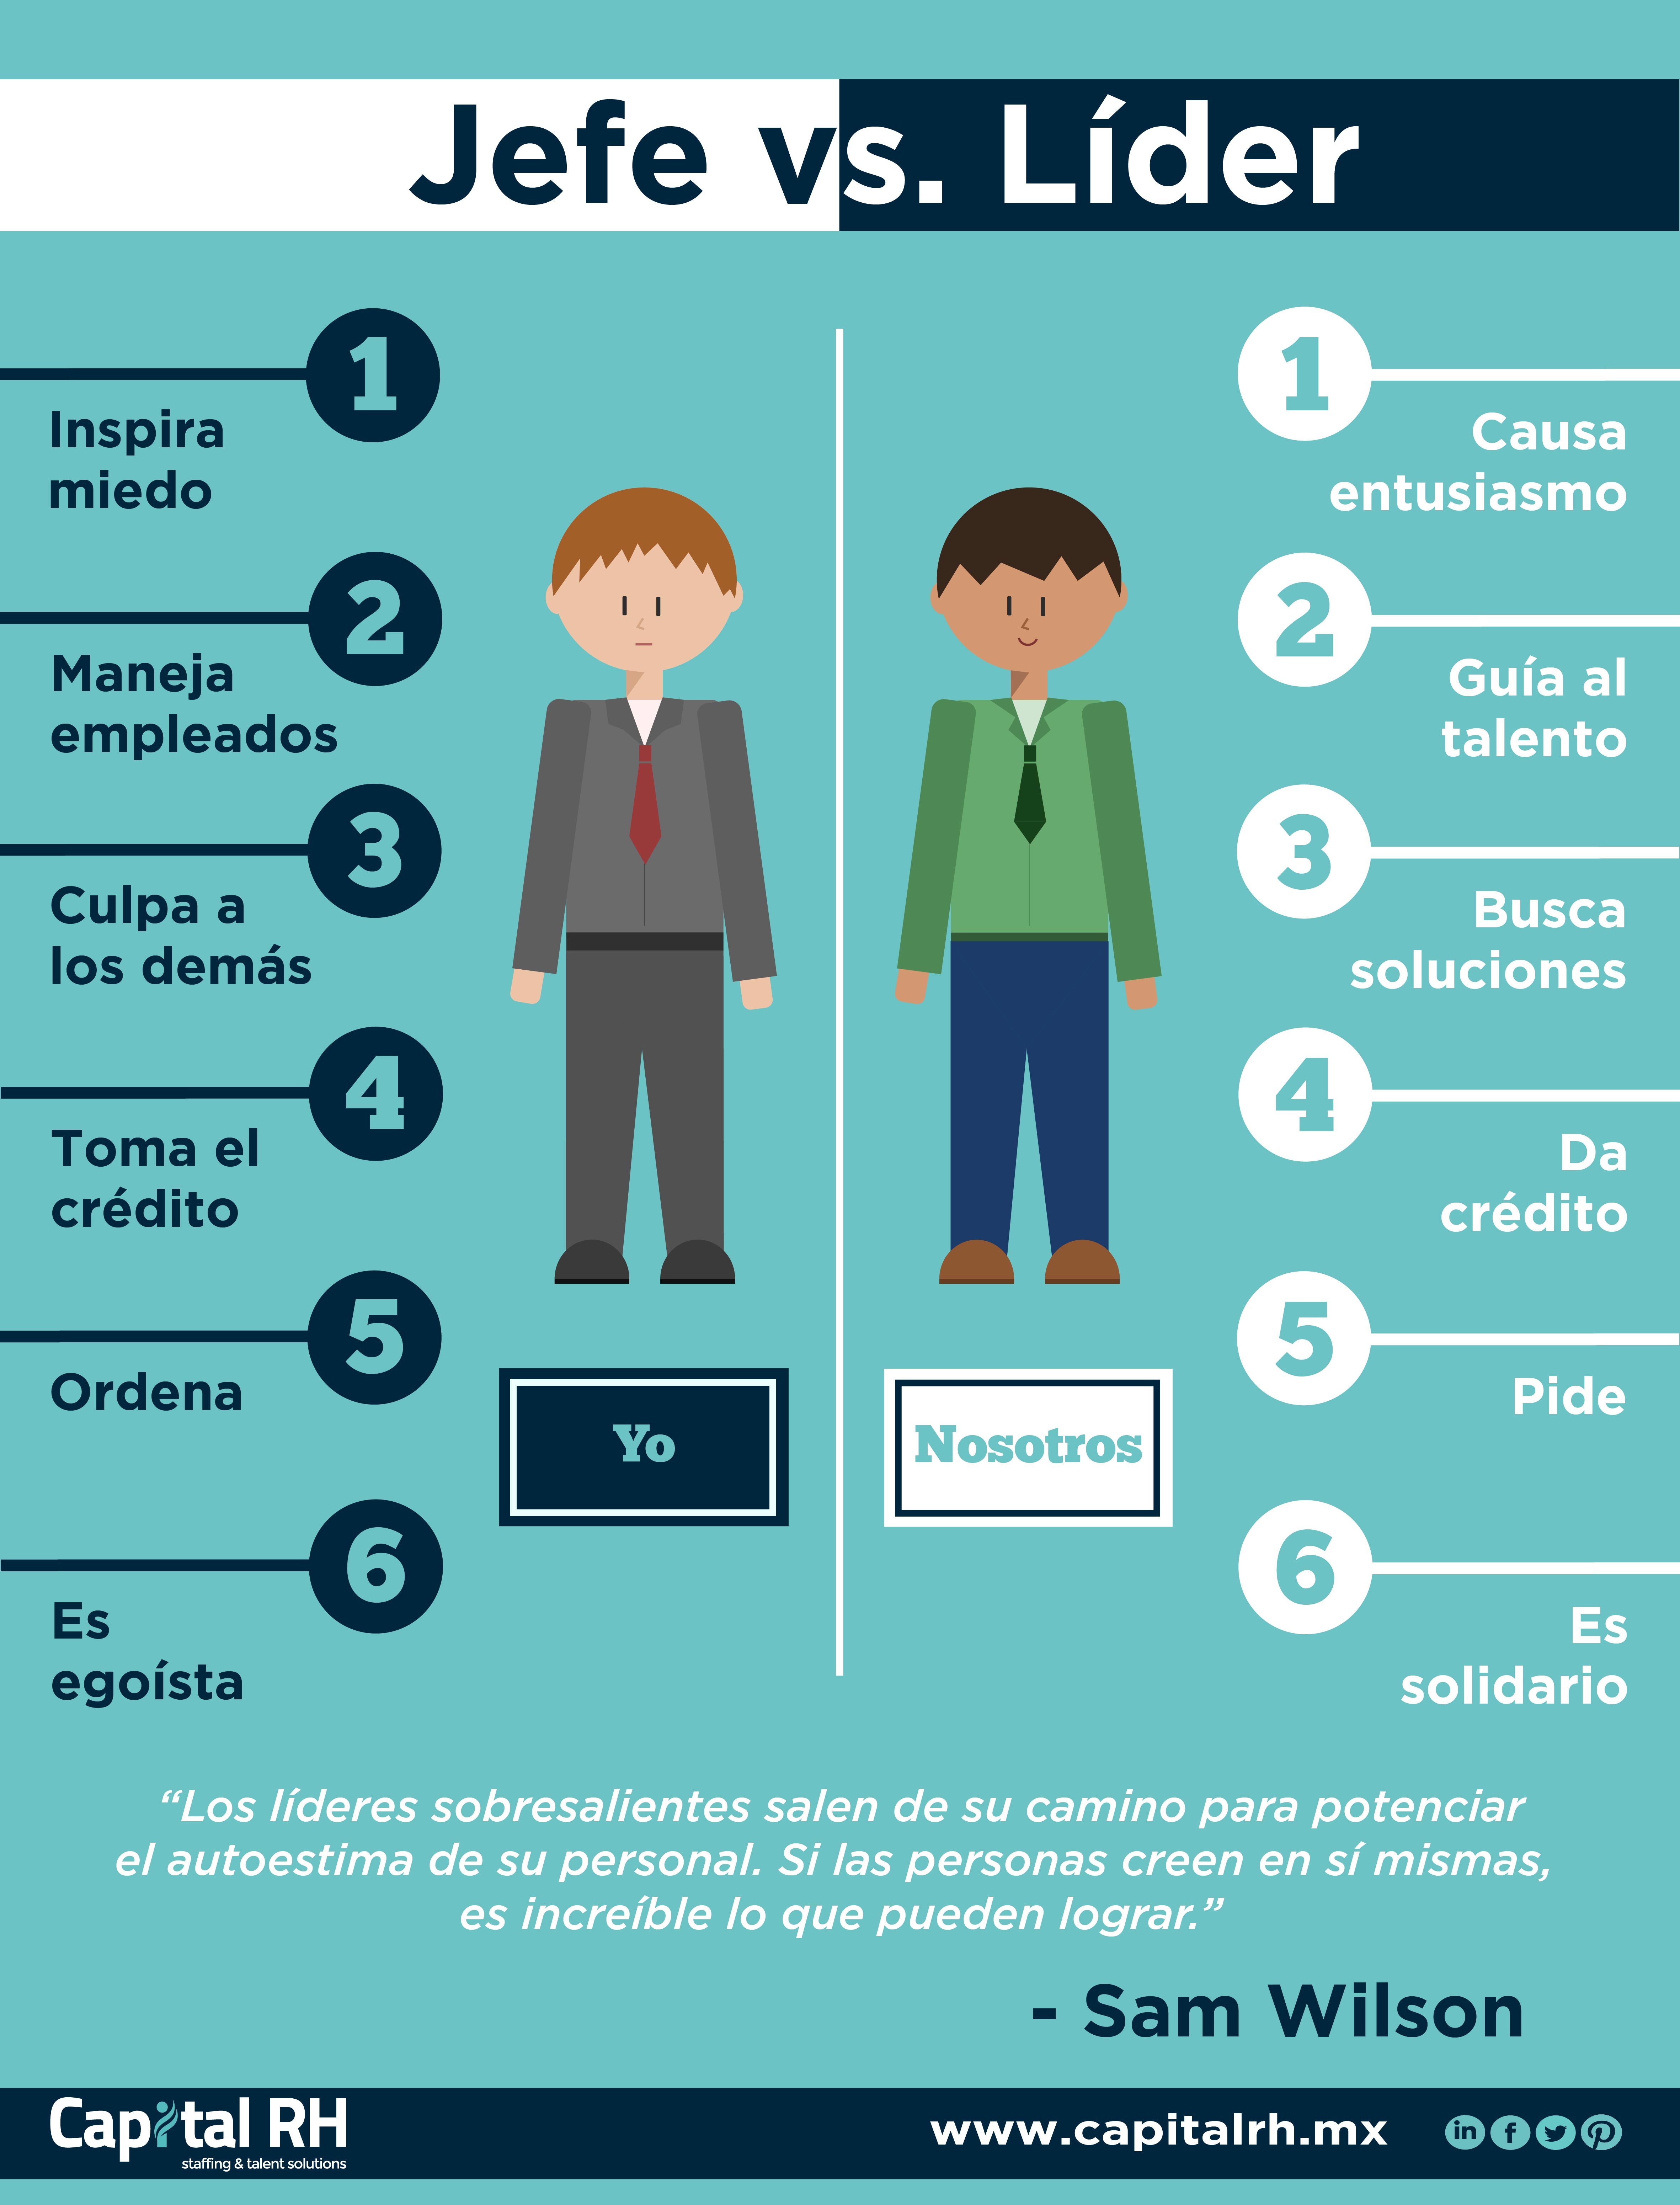 Jefe vs. Líder
1
Inspira
miedo
2
Maneja
empleados
3
Culpa a
los demás
4
Toma el
crédito
5
Ordena
6
Es
egoísta
Yo
Nosotros
1
Causa
entusiasmo
2
Guía al
talento
3
Busca
soluciones
4
Da
crédito
5
Pide
6
Es
solidario
“Los líderes sobresalientes salen de su camino para potenciar
el autoestima de su personal. Si las personas creen en sí mismas,
es increíble lo que pueden lograr.”
- Sam Wilson
Capital RH
staffing & talent solutions
www.capitalrh.mx
in f